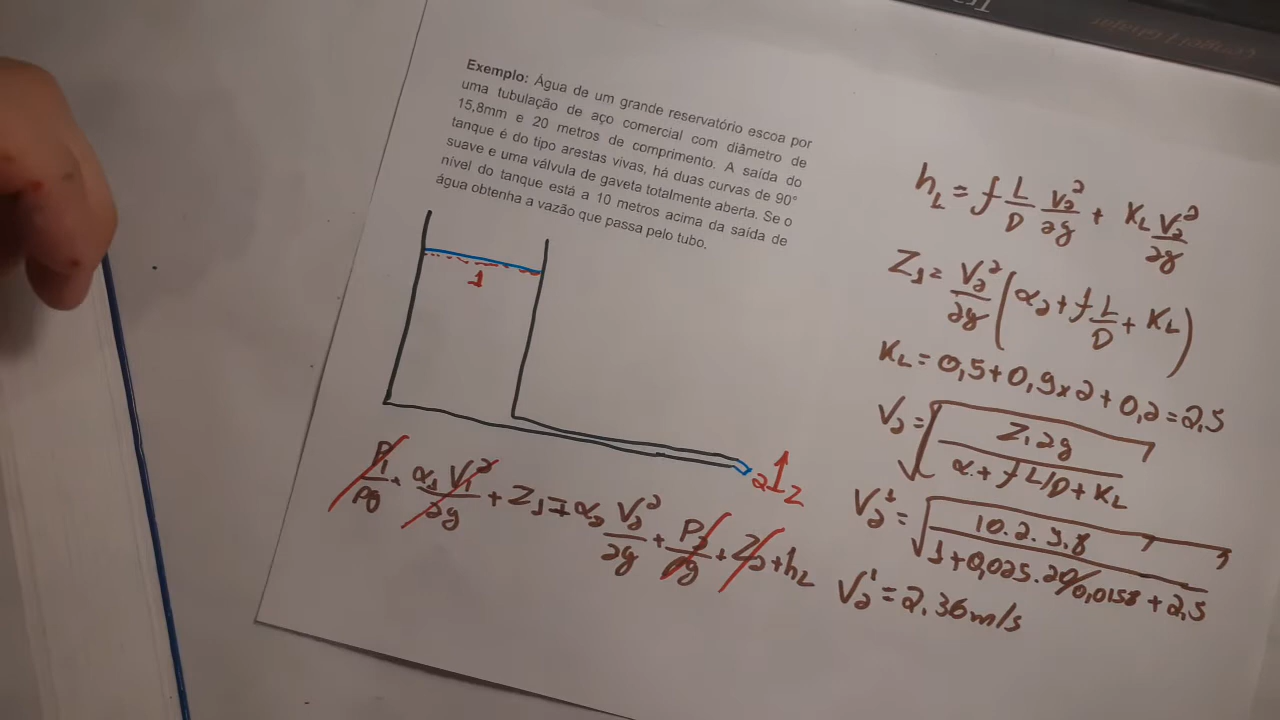 Exemplo: Água de um grande reservatório escoa por
uma tubulação de aço comercial com diâmetro de
15,8mm e 20 metros de comprimento. A saída do
tanque é do tipo arestas vivas, há duas curvas de 90°
suave e uma válvula de gaveta totalmente aberta. Se o
nível do tanque está a 10 metros acima da saída de
água obtenha a vazão que passa pelo tubo.
1
2 Z
P₁/ρg + α₁ V₁²/2g + Z₁ = α₂ V₂²/2g + P₂/ρg + Z₂ + hL
hL = f L/D V₂²/2g + KL V₂²/2g
Z₁ = V₂²/2g (α₂ + f L/D + KL)
KL = 0,5+0,9x2+0,2=2,5
V₂ = √(Z₁2g / α + f L/D + KL)
V₂¹ = √(10.2.9,8 / 1+0,025.20/0,0158 + 2,5)
V₂¹ = 2,36m/s